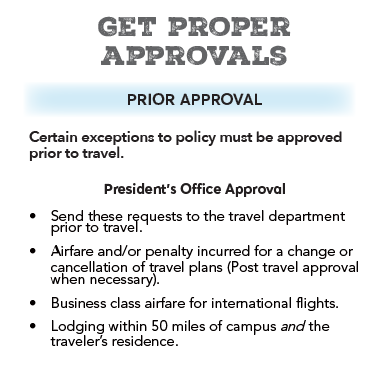 GET PROPER
APPROVALS
PRIOR APPROVAL
Certain exceptions to policy must be approved
prior to travel.
President's Office Approval
• Send these requests to the travel department
prior to travel.
• Airfare and/or penalty incurred for a change or
cancellation of travel plans (Post travel approval
when necessary).
• Business class airfare for international flights.
• Lodging within 50 miles of campus and the
traveler's residence.